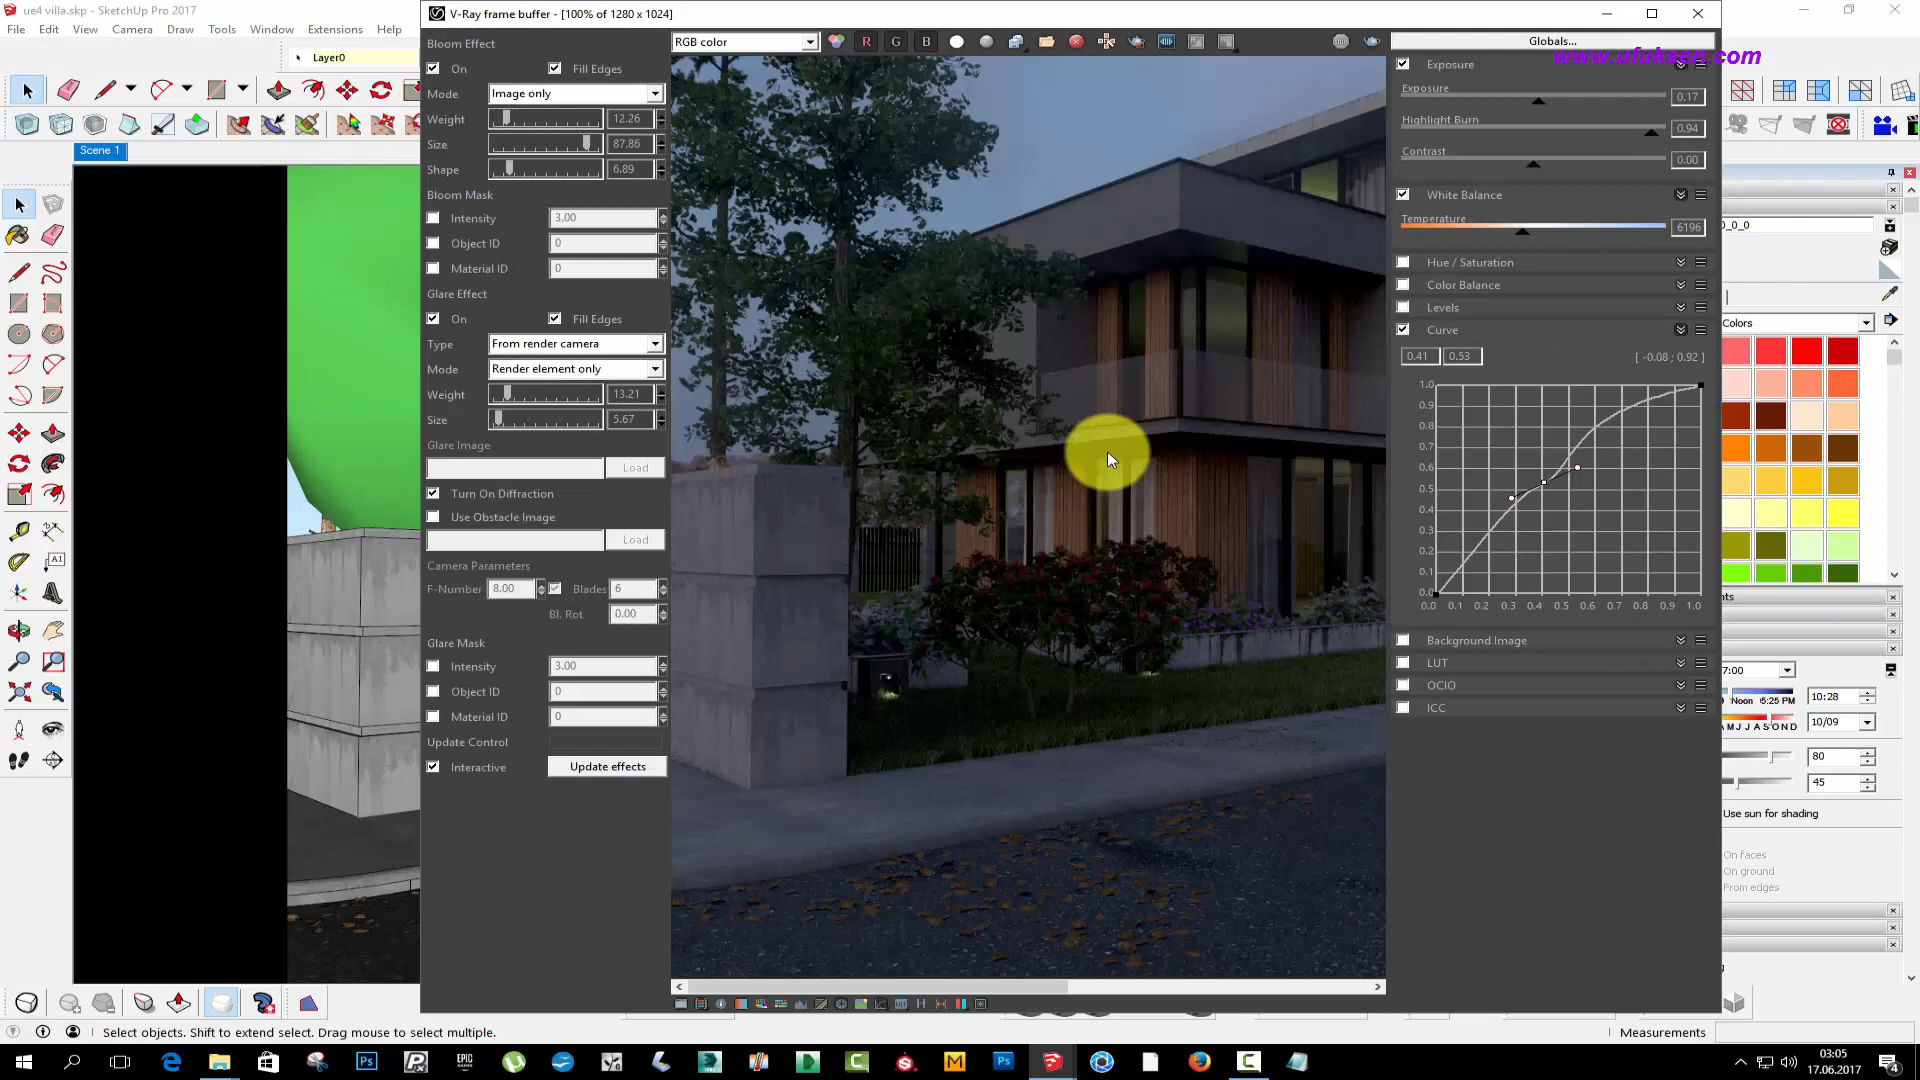 ue4 villa.skp - SketchUp Pro 2017
File Edit View Camera Draw Tools Window Extensions Help
Layer0
Scene 1
V-Ray frame buffer - [100% of 1280 x 1024]
Bloom Effect
On Fill Edges
Mode Image only
Weight 12.26
Size 87.86
Shape 6.89
Bloom Mask
Intensity 3.00
Object ID 0
Material ID 0
Glare Effect
On Fill Edges
Type From render camera
Mode Render element only
Weight 13.21
Size 5.67
Glare Image
Load
Turn On Diffraction
Use Obstacle Image
Load
Camera Parameters
F-Number 8.00 Blades 6
Bl. Rot 0.00
Glare Mask
Intensity 3.00
Object ID 0
Material ID 0
Update Control
Interactive Update effects
RGB color
R G B
Globals...
www.ufuksen.com
Exposure
Exposure 0.17
Highlight Burn 0.94
Contrast 0.00
White Balance
Temperature 6196
Hue / Saturation
Color Balance
Levels
Curve
0.41 0.53 [ -0.08 ; 0.92 ]
1.0
0.9
0.8
0.7
0.6
0.5
0.4
0.3
0.2
0.1
0.0
0.0 0.1 0.2 0.3 0.4 0.5 0.6 0.7 0.8 0.9 1.0
Background Image
LUT
OCIO
ICC
0_0_0
Colors
nts
7:00
Noon 5:25 PM 10:28
A M J J A S O N D 10/09
80
45
Use sun for shading
On faces
On ground
From edges
A1
Select objects. Shift to extend select. Drag mouse to select multiple.
Measurements
03:05
17.06.2017
4